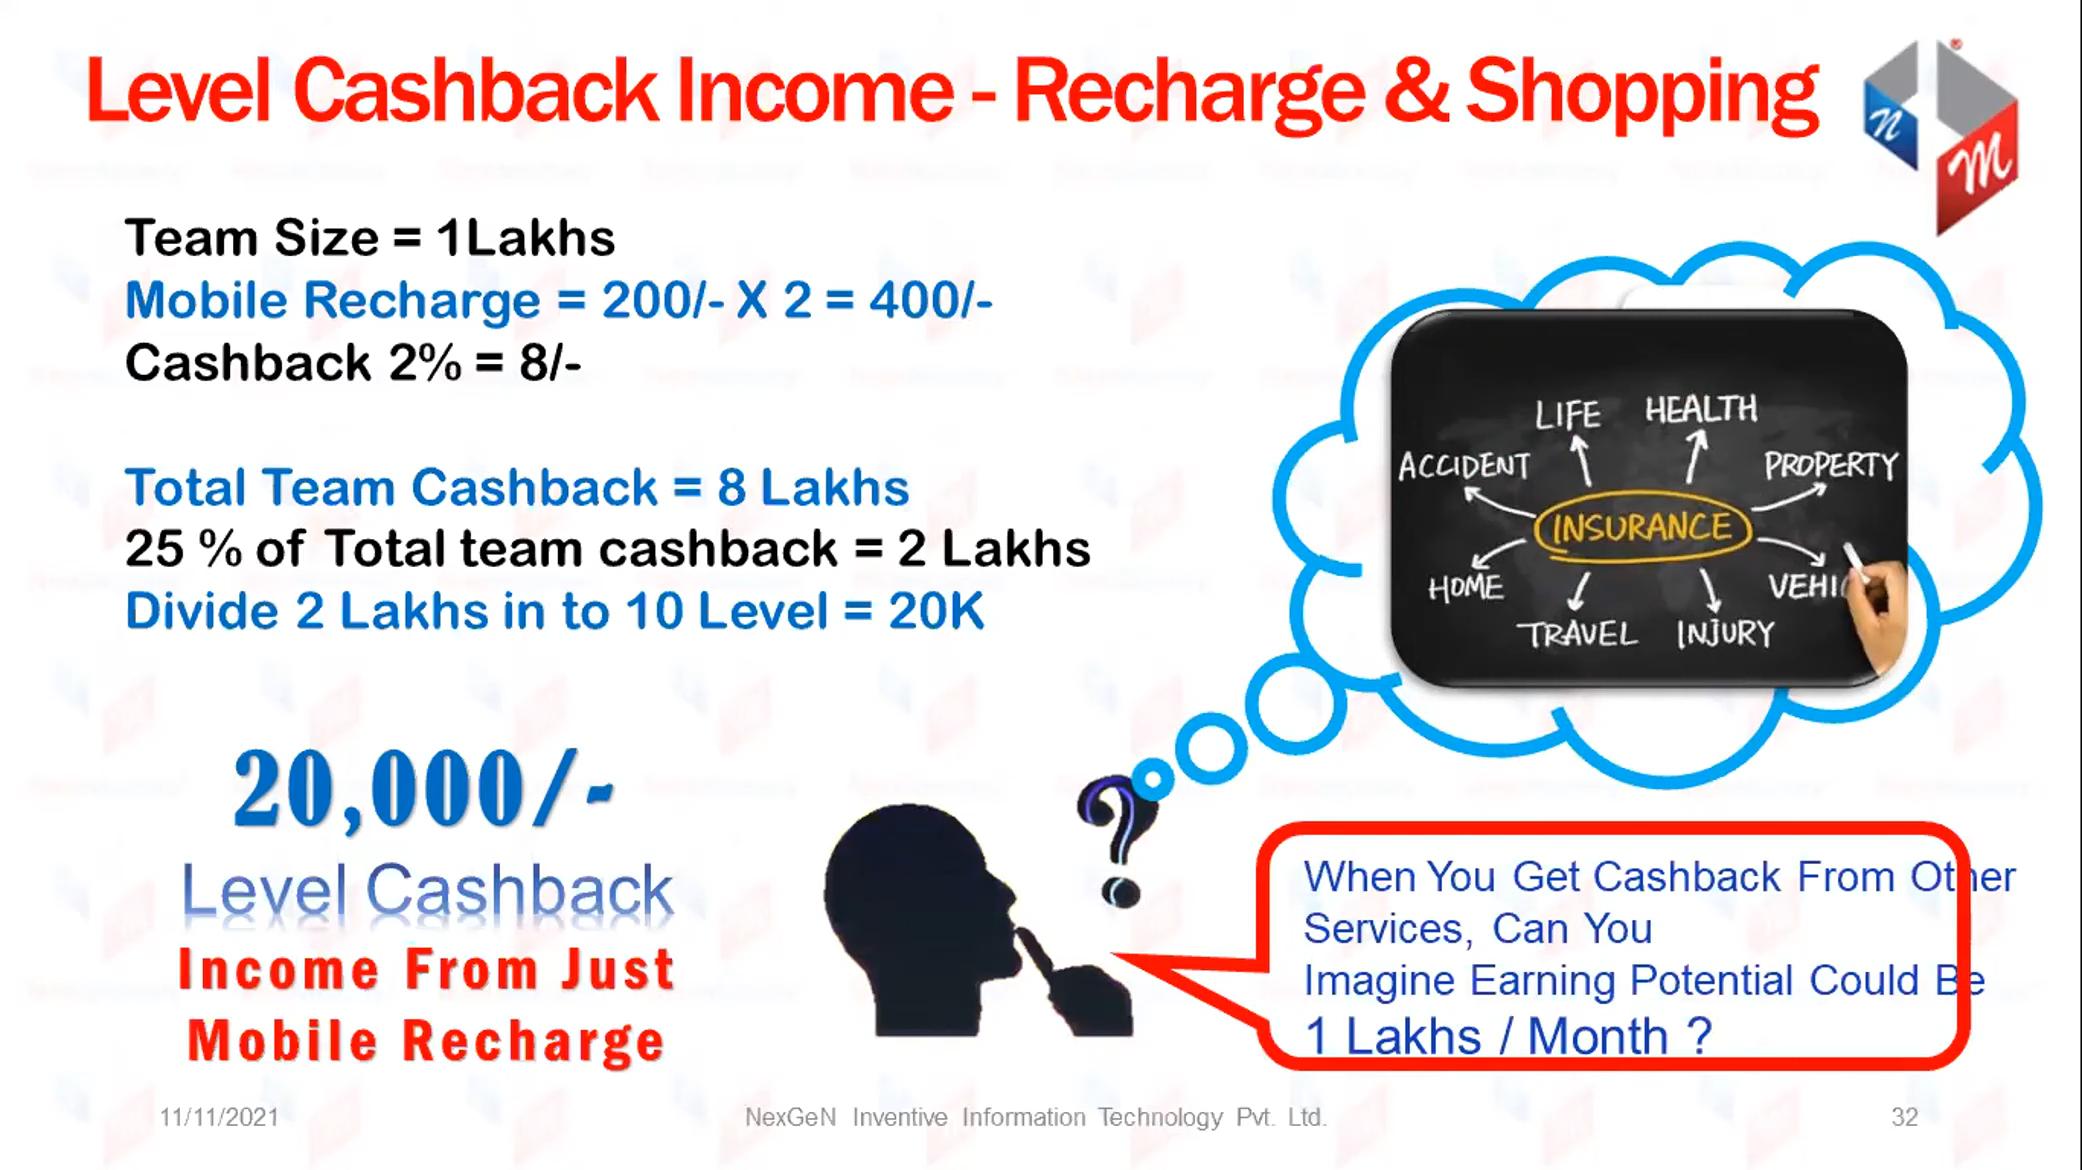 Level Cashback Income - Recharge & Shopping
n
M
®
Team Size = 1Lakhs
Mobile Recharge = 200/- X 2 = 400/-
Cashback 2% = 8/-
Total Team Cashback = 8 Lakhs
25 % of Total team cashback = 2 Lakhs
Divide 2 Lakhs in to 10 Level = 20K
LIFE HEALTH
ACCIDENT PROPERTY
INSURANCE
HOME VEHIC
TRAVEL INJURY
20,000/-
Level Cashback
Income From Just
Mobile Recharge
?
When You Get Cashback From Other
Services, Can You
Imagine Earning Potential Could Be
1 Lakhs / Month ?
11/11/2021 NexGeN Inventive Information Technology Pvt. Ltd. 32